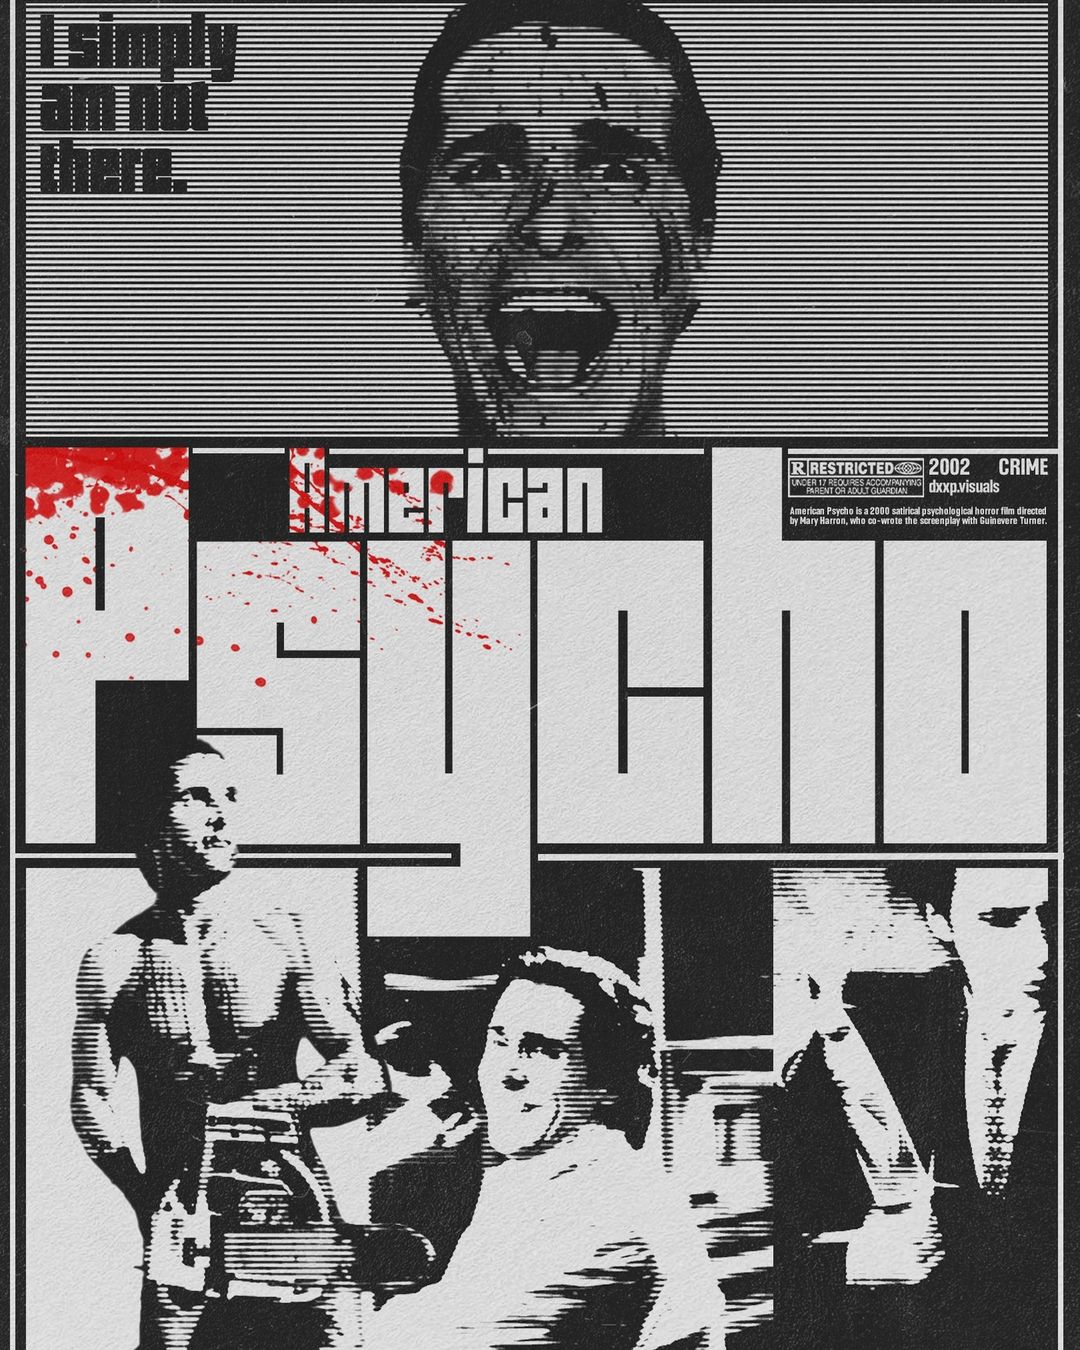 I simply
am not
there.
American
R RESTRICTED
UNDER 17 REQUIRES ACCOMPANYING
PARENT OR ADULT GUARDIAN
2002 CRIME
dxxp.visuals
American Psycho is a 2000 satirical psychological horror film directed
by Mary Harron, who co-wrote the screenplay with Guinevere Turner.
Psycho